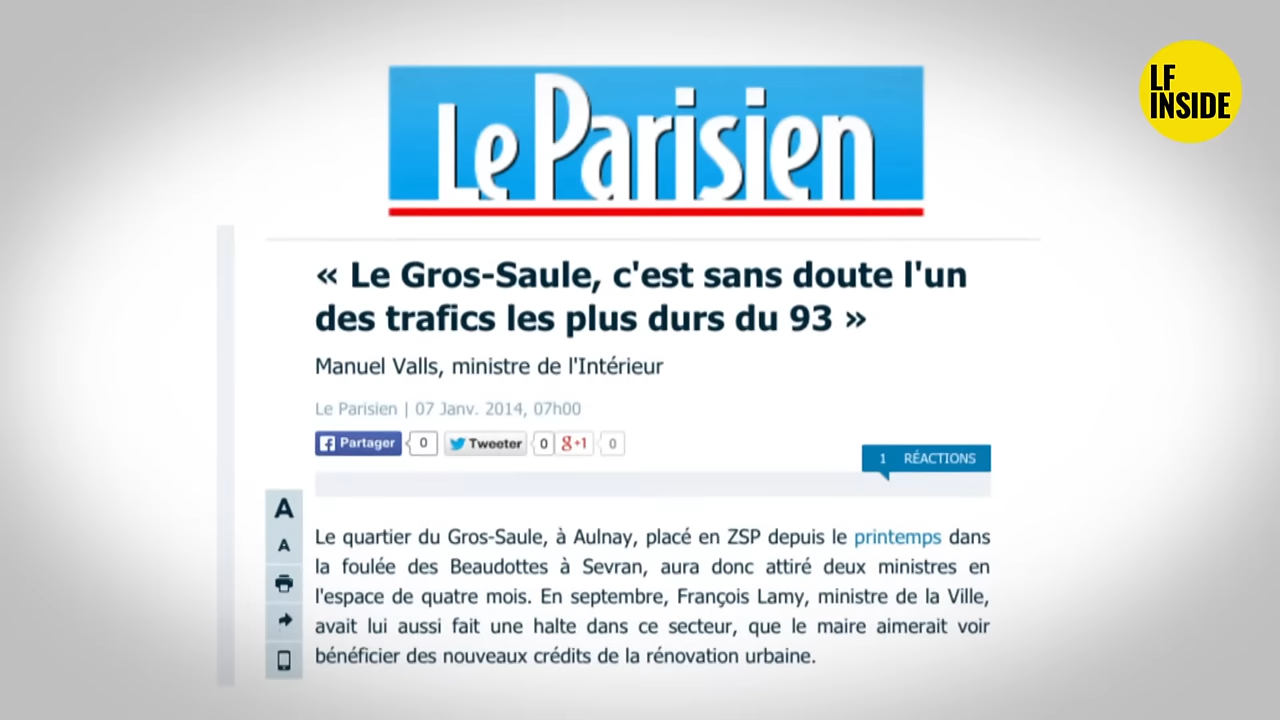 LF
INSIDE
Le Parisien
« Le Gros-Saule, c'est sans doute l'un
des trafics les plus durs du 93 »
Manuel Valls, ministre de l'Intérieur
Le Parisien | 07 Janv. 2014, 07h00
Partager 0 Tweeter 0 g+1 0
1 RÉACTIONS
A
A
Le quartier du Gros-Saule, à Aulnay, placé en ZSP depuis le printemps dans
la foulée des Beaudottes à Sevran, aura donc attiré deux ministres en
l'espace de quatre mois. En septembre, François Lamy, ministre de la Ville,
avait lui aussi fait une halte dans ce secteur, que le maire aimerait voir
bénéficier des nouveaux crédits de la rénovation urbaine.